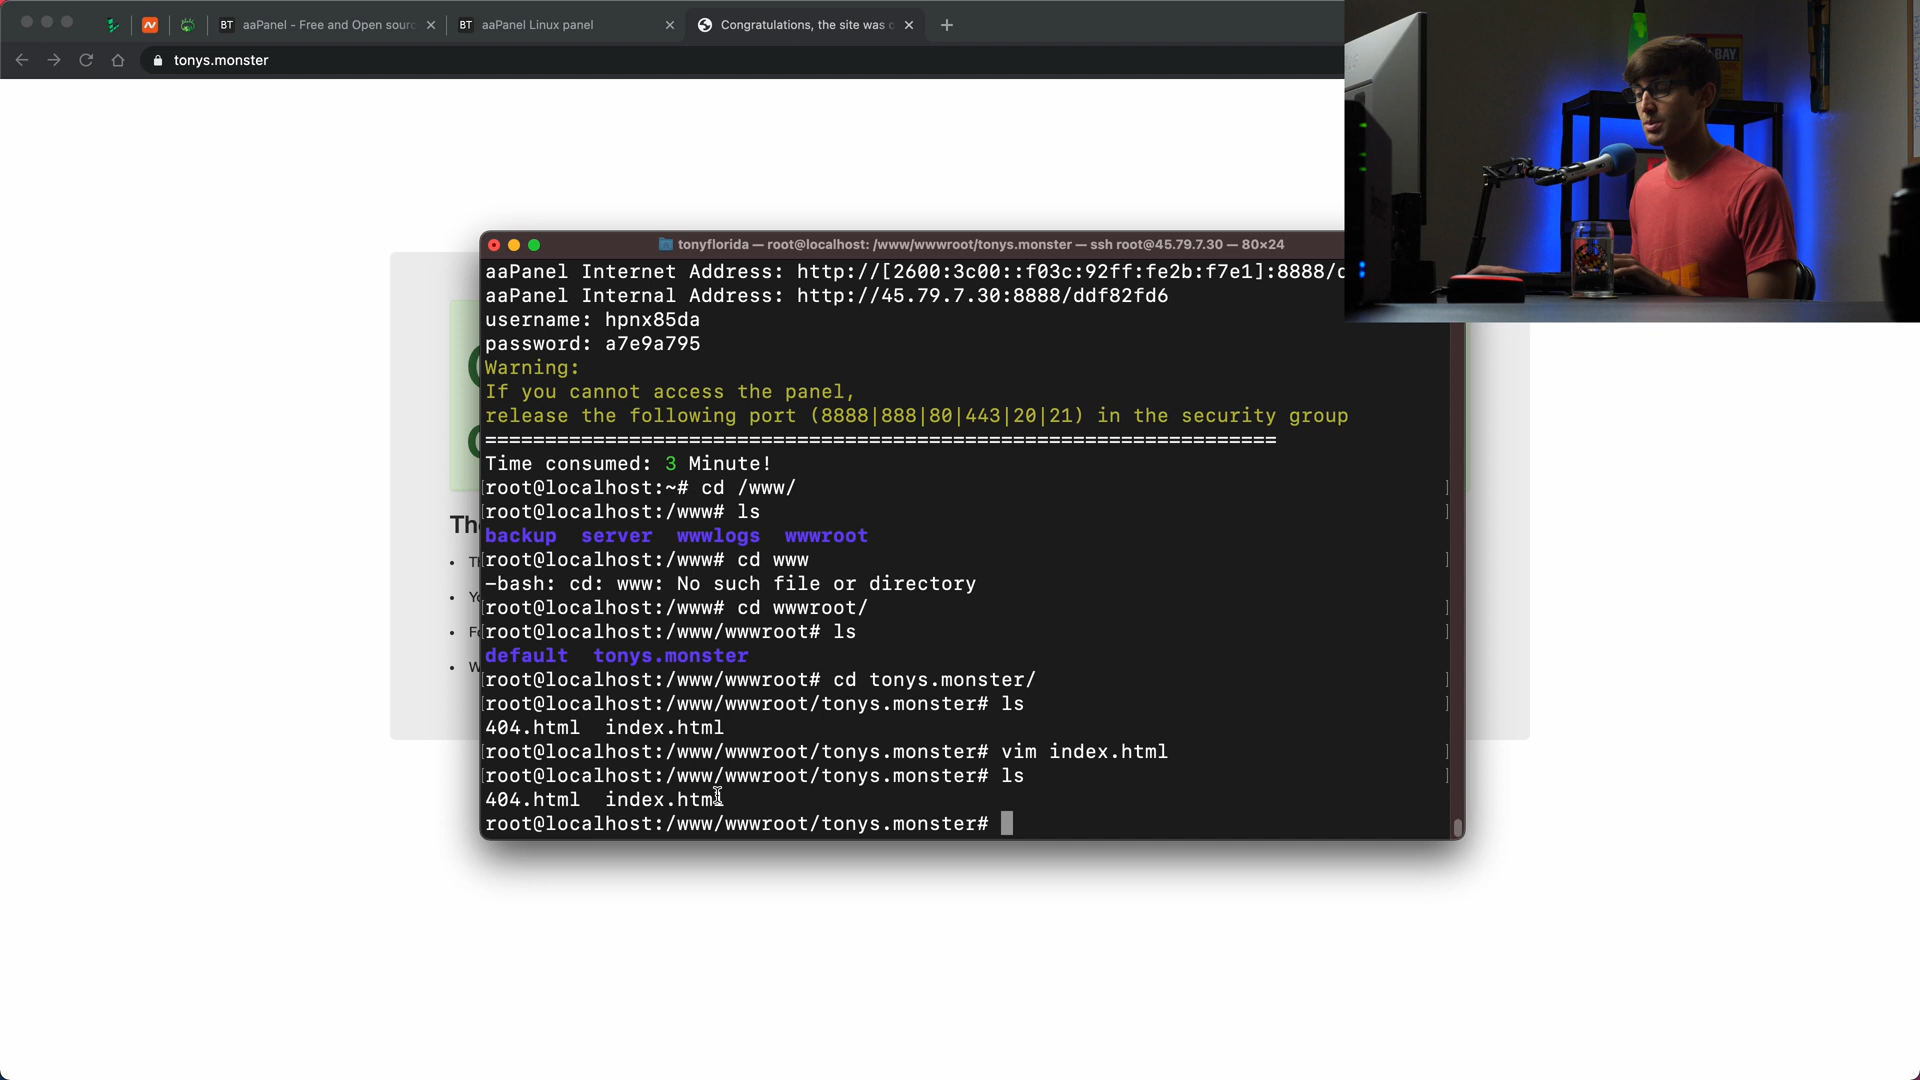 BT aaPanel - Free and Open sourc
BT aaPanel Linux panel
Congratulations, the site was c
tonys.monster
BAY
tonyflorida — root@localhost: /www/wwwroot/tonys.monster — ssh root@45.79.7.30 — 80×24
aaPanel Internet Address: http://[2600:3c00::f03c:92ff:fe2b:f7e1]:8888/d
aaPanel Internal Address: http://45.79.7.30:8888/ddf82fd6
username: hpnx85da
password: a7e9a795
Warning:
If you cannot access the panel,
release the following port (8888|888|80|443|20|21) in the security group
==================================================================
Time consumed: 3 Minute!
[root@localhost:~# cd /www/ ]
[root@localhost:/www# ls ]
backup server wwwlogs wwwroot
[root@localhost:/www# cd www ]
-bash: cd: www: No such file or directory
[root@localhost:/www# cd wwwroot/ ]
[root@localhost:/www/wwwroot# ls ]
default tonys.monster
[root@localhost:/www/wwwroot# cd tonys.monster/ ]
[root@localhost:/www/wwwroot/tonys.monster# ls ]
404.html index.html
[root@localhost:/www/wwwroot/tonys.monster# vim index.html ]
[root@localhost:/www/wwwroot/tonys.monster# ls ]
404.html index.html
root@localhost:/www/wwwroot/tonys.monster#